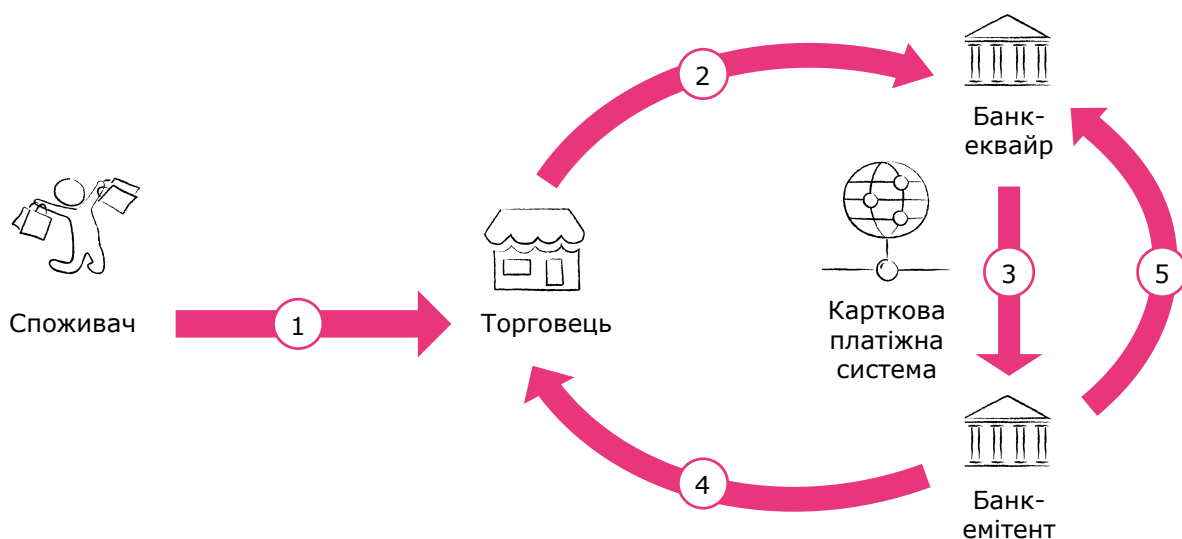 2
Банк-
еквайр
3
5
Споживач
1
Торговець
Карткова
платіжна
система
4
Банк-
емітент